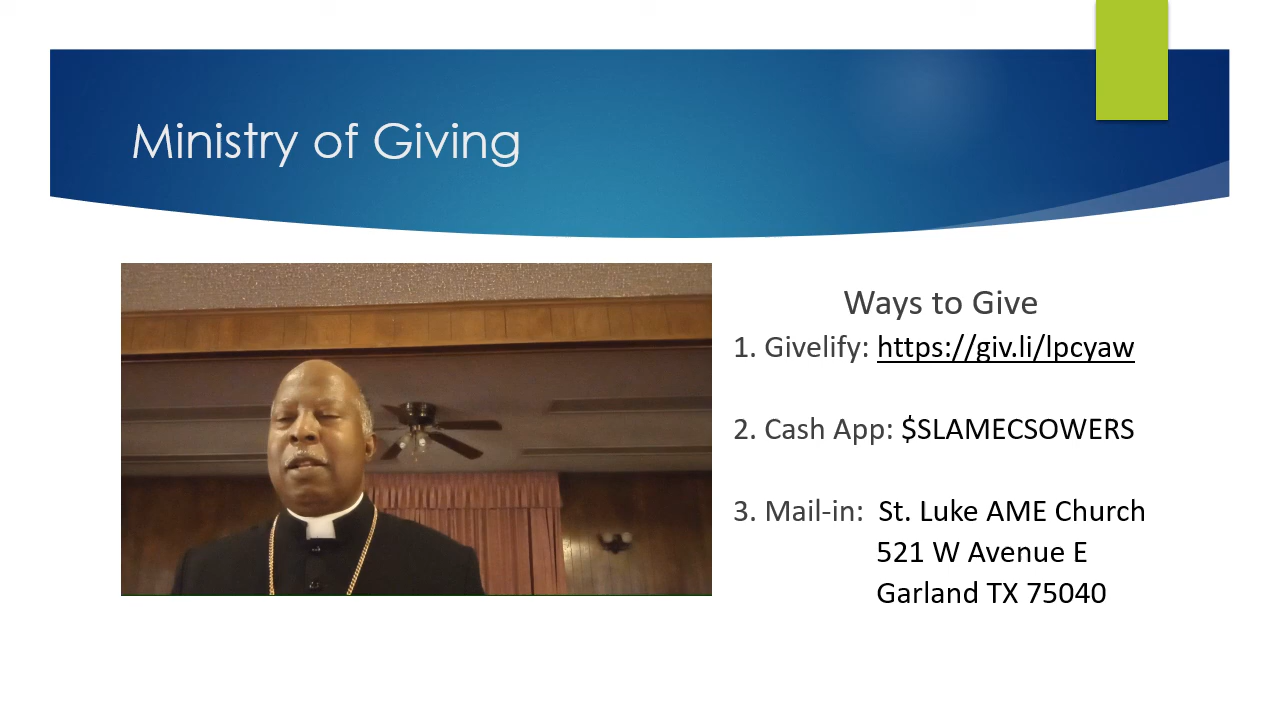 Ministry of Giving
Ways to Give
1. Givelify: https://giv.li/lpcyaw
2. Cash App: $SLAMECSOWERS
3. Mail-in: St. Luke AME Church
521 W Avenue E
Garland TX 75040